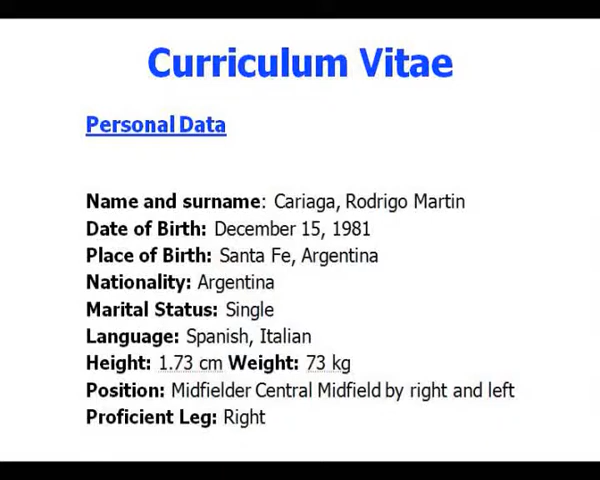 Curriculum Vitae
Personal Data
Name and surname: Cariaga, Rodrigo Martin
Date of Birth: December 15, 1981
Place of Birth: Santa Fe, Argentina
Nationality: Argentina
Marital Status: Single
Language: Spanish, Italian
Height: 1.73 cm Weight: 73 kg
Position: Midfielder Central Midfield by right and left
Proficient Leg: Right